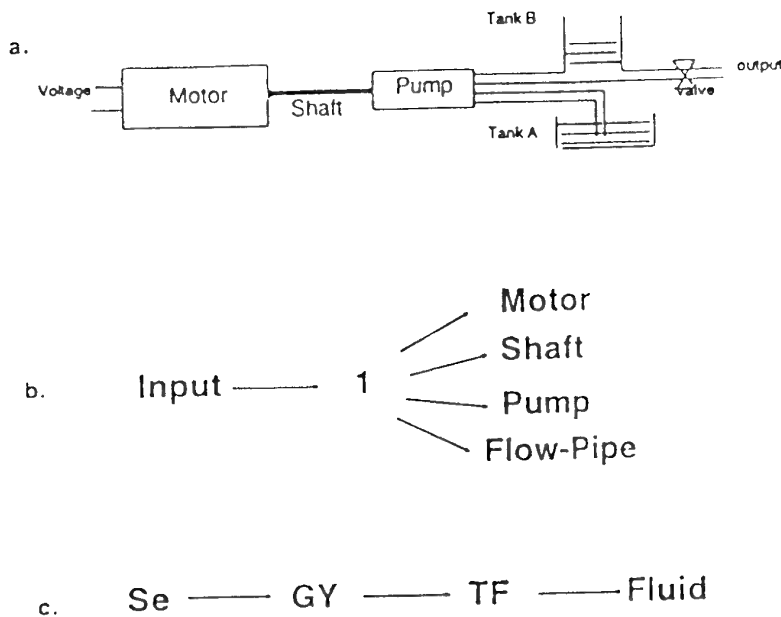 a.
Tank B
Voltage
Motor
Shaft
Pump
output
valve
Tank A
b.
Input
1
Motor
Shaft
Pump
Flow-Pipe
c.
Se
GY
TF
Fluid